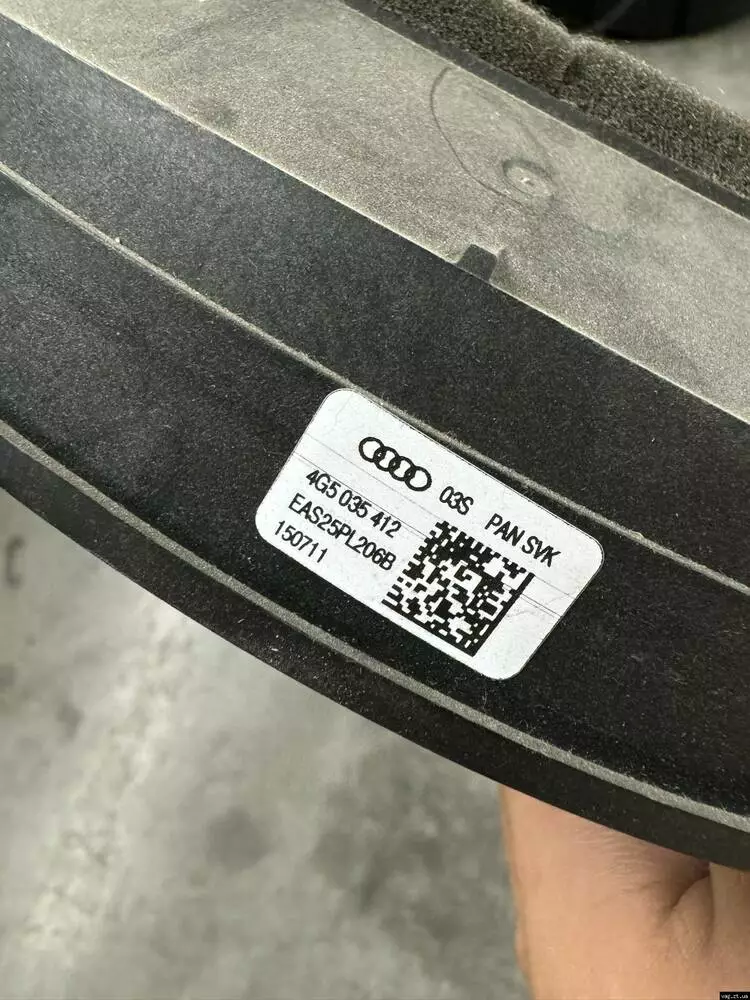 03S PAN SVK
4G5 035 412
EAS25PL206B
150711
vag.zt.ua